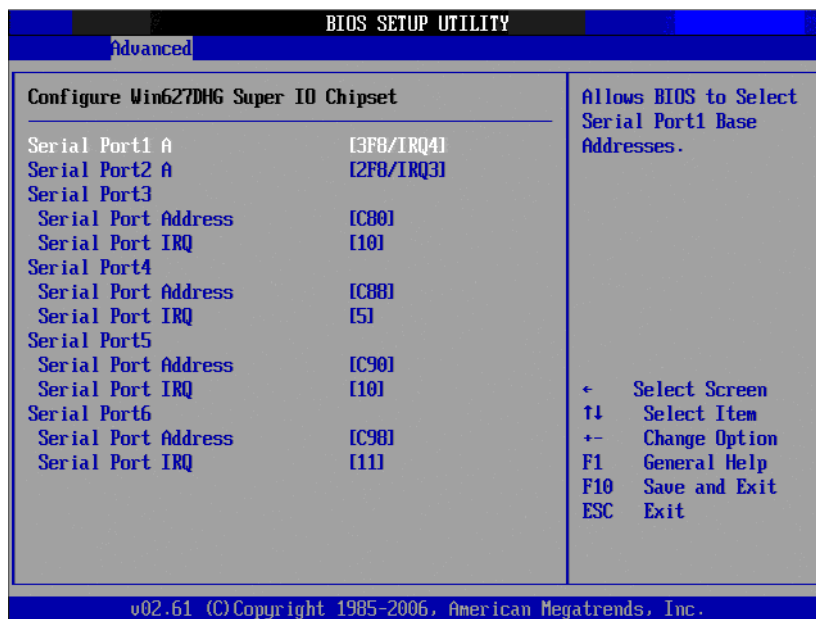 BIOS SETUP UTILITY
Advanced
Configure Win627DHG Super IO Chipset
Serial Port1 A [3F8/IRQ4]
Serial Port2 A [2F8/IRQ3]
Serial Port3
Serial Port Address [C80]
Serial Port IRQ [10]
Serial Port4
Serial Port Address [C88]
Serial Port IRQ [5]
Serial Port5
Serial Port Address [C90]
Serial Port IRQ [10]
Serial Port6
Serial Port Address [C98]
Serial Port IRQ [11]
Allows BIOS to Select
Serial Port1 Base
Addresses.
← Select Screen
↑↓ Select Item
+- Change Option
F1 General Help
F10 Save and Exit
ESC Exit
v02.61 (C)Copyright 1985-2006, American Megatrends, Inc.